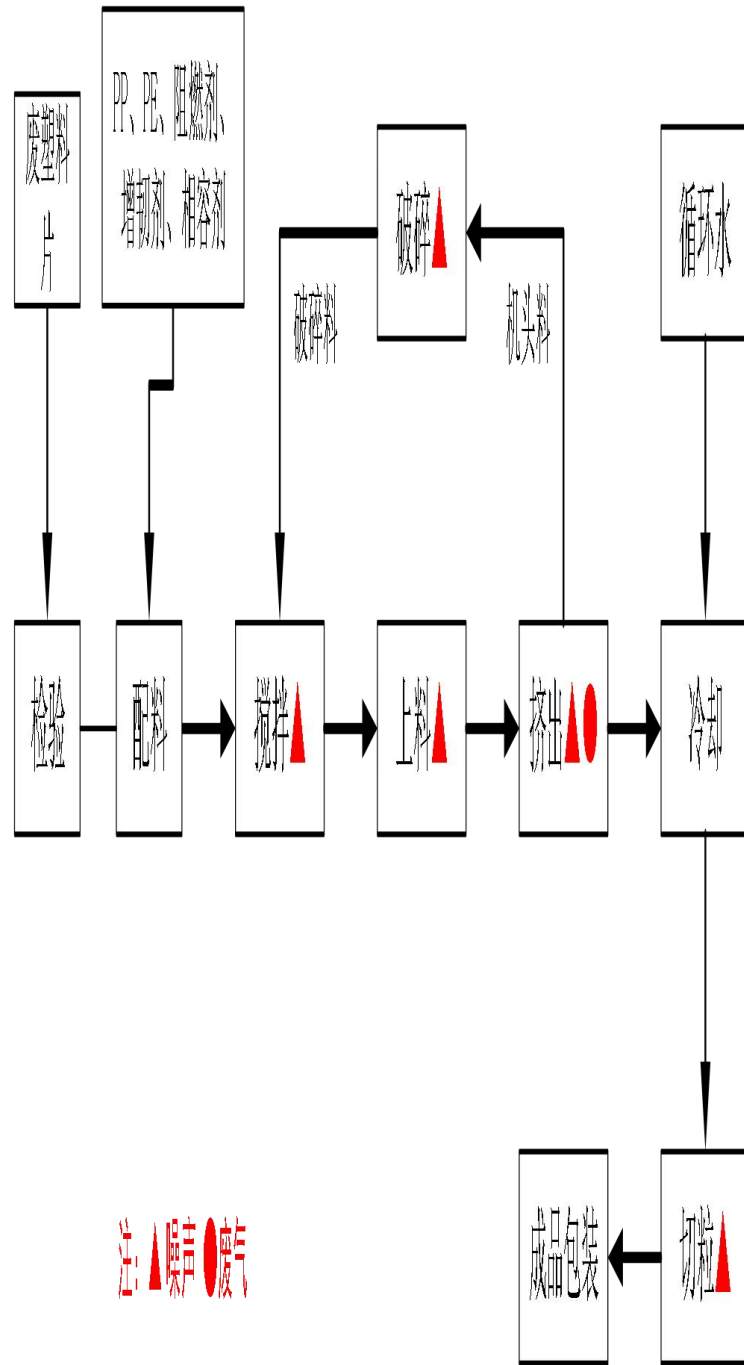 废塑料
片
PP、PE、阻燃剂、
增韧剂、相容剂
破碎
循环水
破碎料
机头料
检验
配料
搅拌
上料
挤出
冷却
成品包装
切粒
注：▲噪声●废气